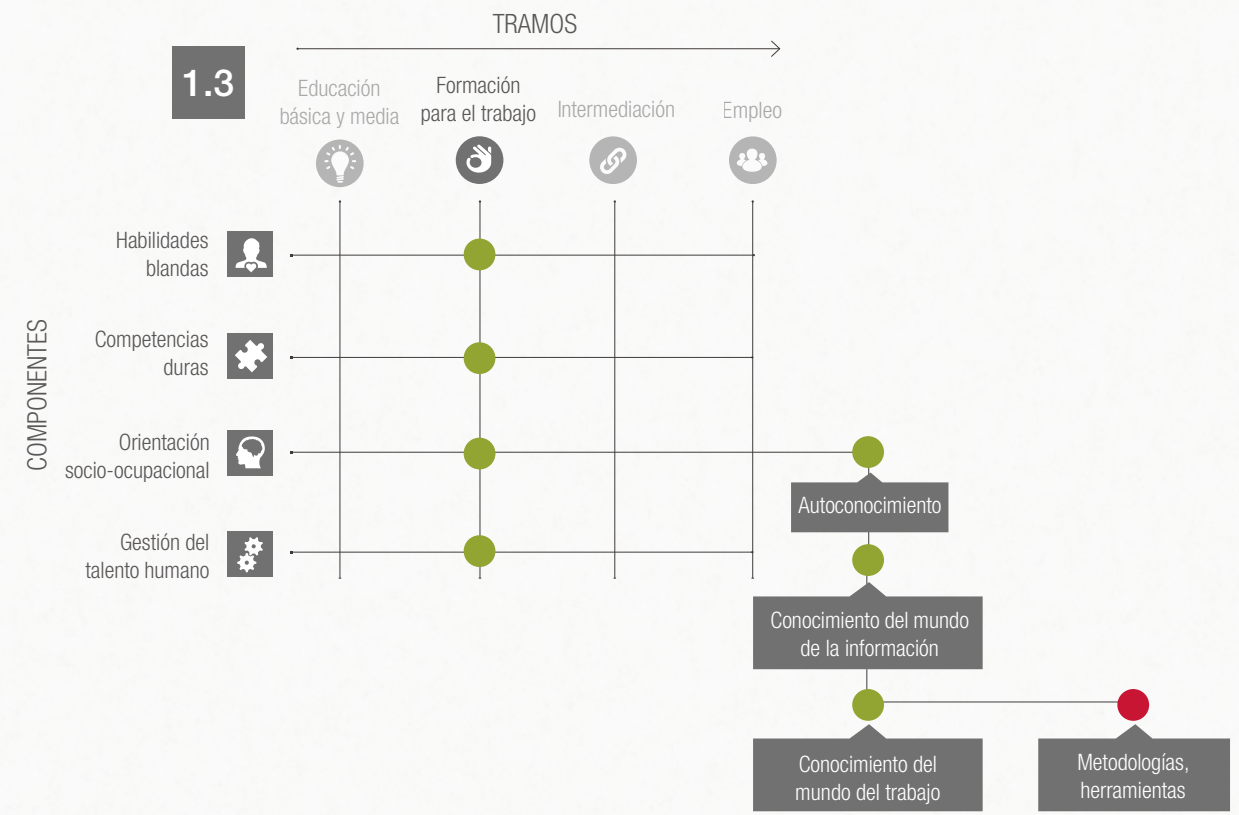 TRAMOS
1.3
Educación
básica y media
Formación
para el trabajo
Intermediación
Empleo
COMPONENTES
Habilidades
blandas
Competencias
duras
Orientación
socio-ocupacional
Gestión del
talento humano
Autoconocimiento
Conocimiento del mundo
de la información
Conocimiento del
mundo del trabajo
Metodologías,
herramientas